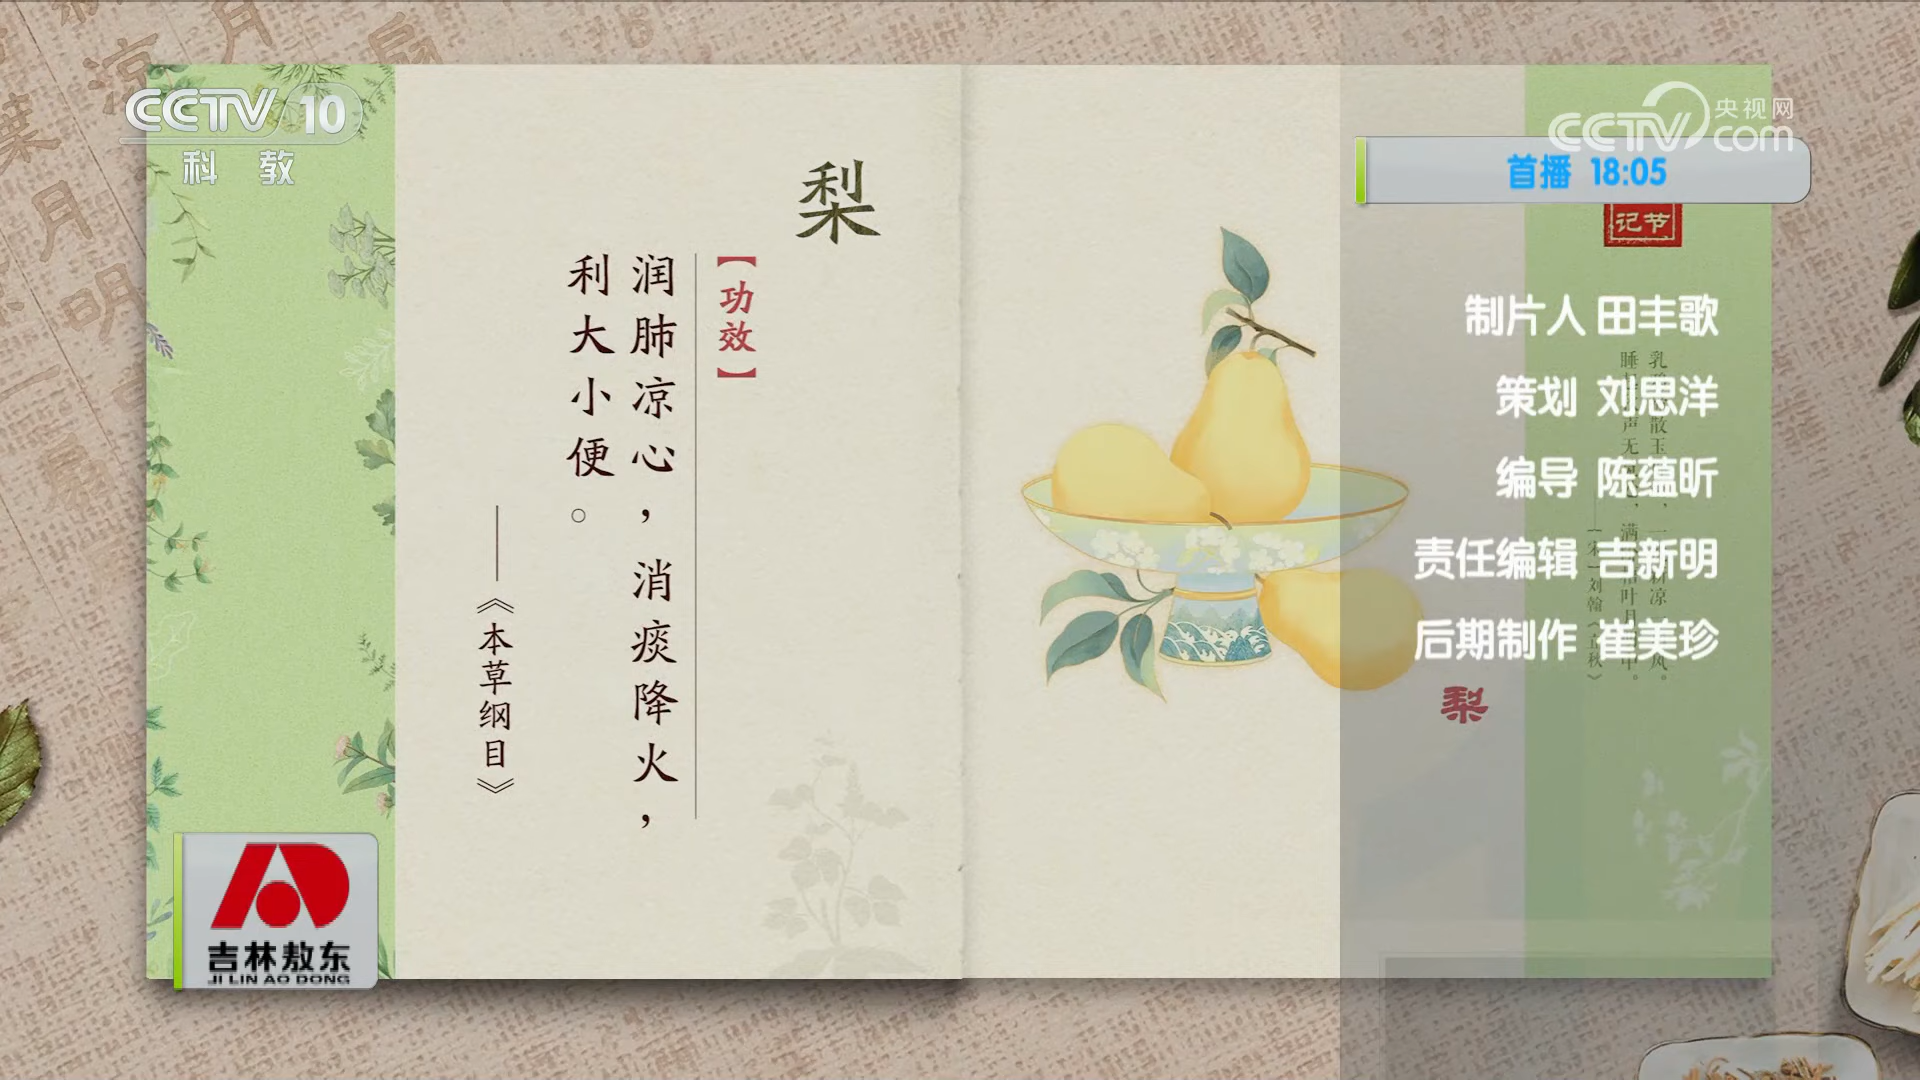 CCTV 10
科 教
央视网
CCTV com
首播 18:05
记节
制片人 田丰歌
策划 刘思洋
编导 陈蕴昕
责任编辑 吉新明
后期制作 崔美珍
梨
梨
【功效】
润肺凉心，消痰降火，
利大小便。
——《本草纲目》
吉林敖东
JI LIN AO DONG